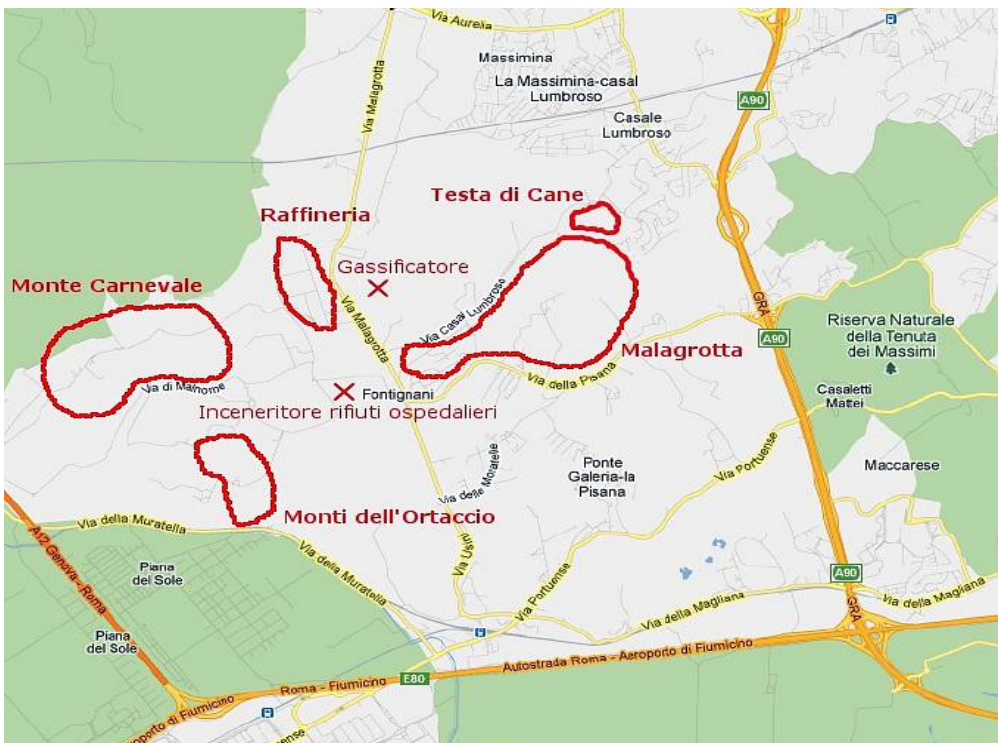 Via Aurelia
Massimina
La Massimina-casal
Lumbroso
Via Malagrotta
A90
Casale
Lumbroso
Testa di Cane
Raffineria
Gassificatore
Monte Carnevale
Via Casal Lumbroso
Via Malagrotta
GRA
Riserva Naturale
della Tenuta
dei Massimi
A90
Malagrotta
Via della Pisana
Via di Malnome
Fontignani
Casaletti
Mattei
Inceneritore rifiuti ospedalieri
Via Portuense
Ponte
Galeria-la
Pisana
Maccarese
Via delle Moratelle
Monti dell'Ortaccio
Via della Muratella
A12 Genova - Roma
Via Usini
Via della Muratella
Piana
del Sole
A90
Via Portuense
Via della Magliana
Via della Magliana
GRA
Piana
del Sole
Autostrada Roma - Aeroporto di Fiumicino
E80
Roma - Fiumicino
Aeroporto di Fiumicino